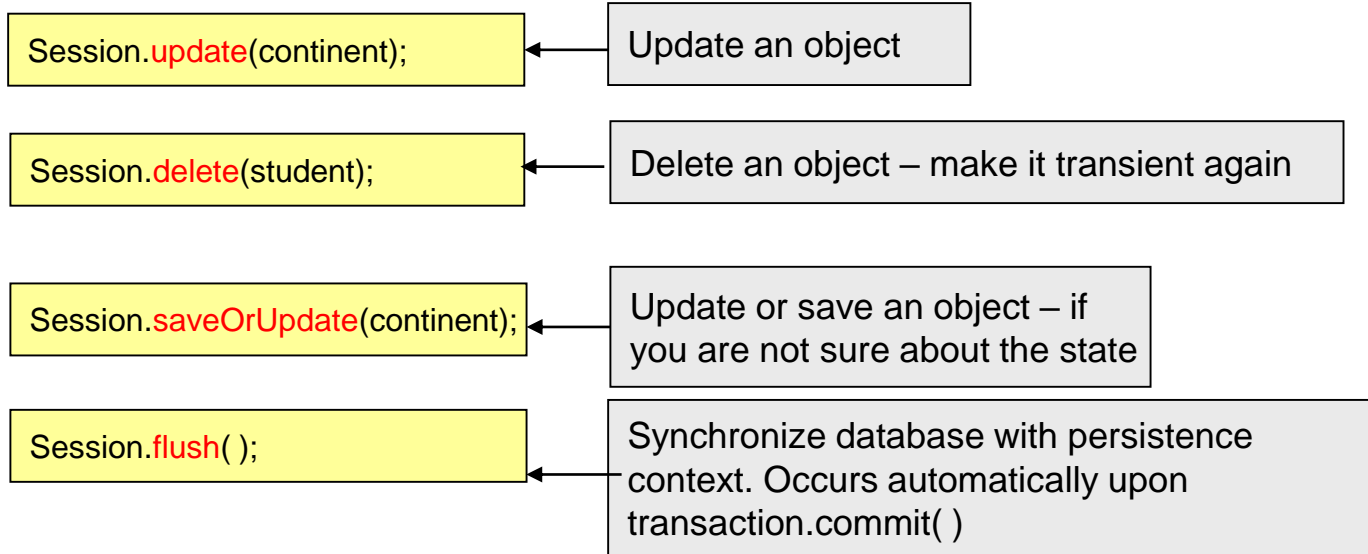 Session.update(continent);
Update an object
Session.delete(student);
Delete an object – make it transient again
Session.saveOrUpdate(continent);
Update or save an object – if
you are not sure about the state
Session.flush( );
Synchronize database with persistence
context. Occurs automatically upon
transaction.commit( )